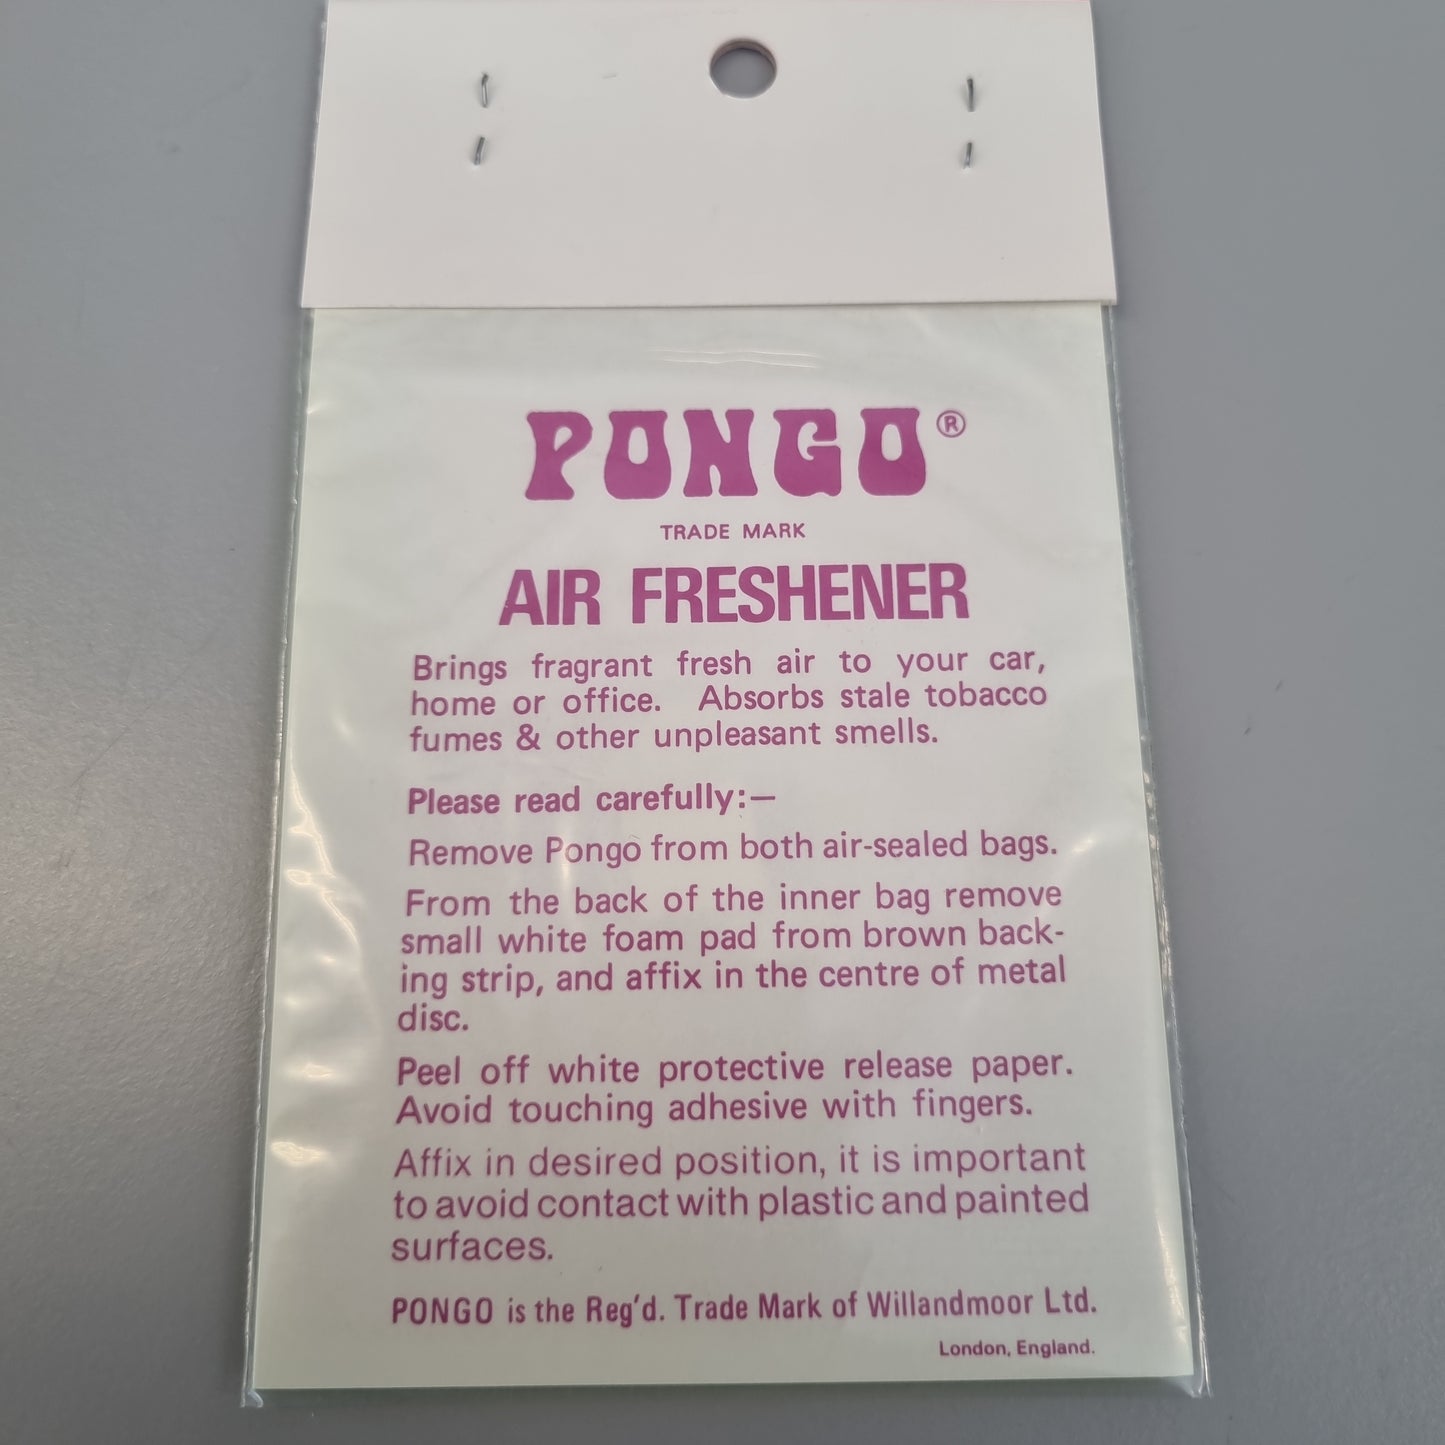 PONGO®
TRADE MARK
AIR FRESHENER
Brings fragrant fresh air to your car,
home or office. Absorbs stale tobacco
fumes & other unpleasant smells.
Please read carefully:—
Remove Pongo from both air-sealed bags.
From the back of the inner bag remove
small white foam pad from brown back-
ing strip, and affix in the centre of metal
disc.
Peel off white protective release paper.
Avoid touching adhesive with fingers.
Affix in desired position, it is important
to avoid contact with plastic and painted
surfaces.
PONGO is the Reg'd. Trade Mark of Willandmoor Ltd.
London, England.